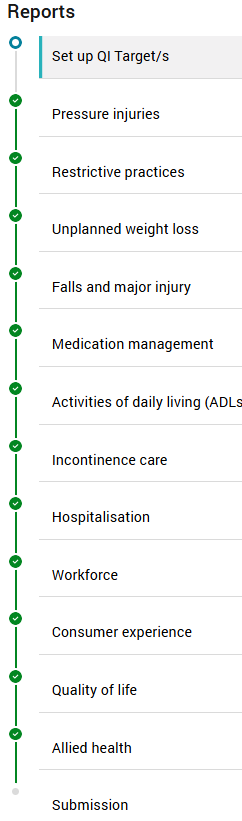 Reports
Set up QI Target/s
Pressure injuries
Restrictive practices
Unplanned weight loss
Falls and major injury
Medication management
Activities of daily living (ADLs
Incontinence care
Hospitalisation
Workforce
Consumer experience
Quality of life
Allied health
Submission